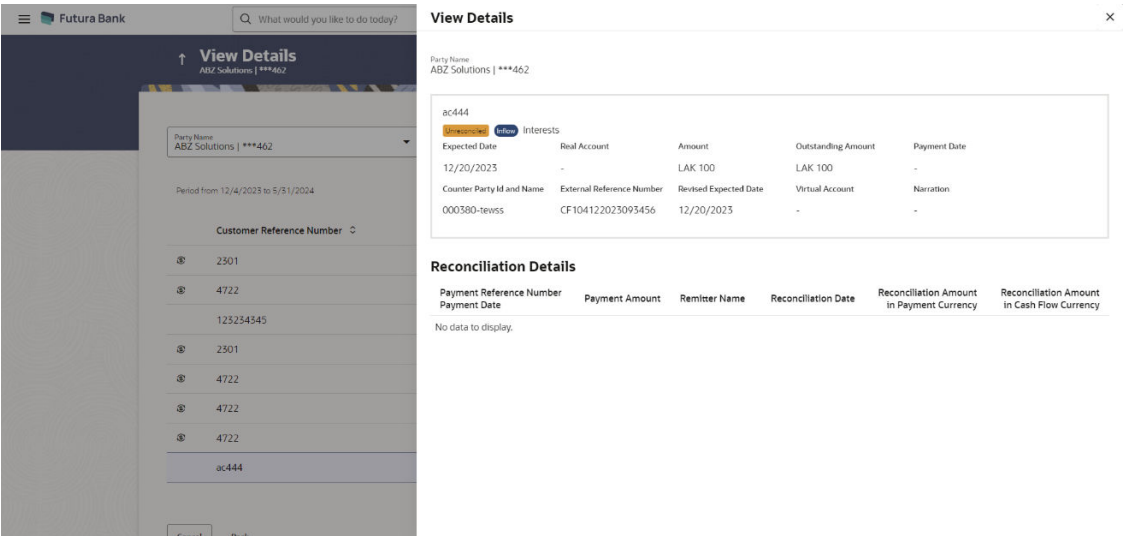 Futura Bank
What would you like to do today?
View Details
ABZ Solutions | ***462
Party Name
ABZ Solutions | ***462
Period from 12/4/2023 to 5/31/2024
Customer Reference Number
2301
4722
123234345
2301
4722
4722
4722
ac444
View Details
Party Name
ABZ Solutions | ***462
ac444
Unreconciled Inflow Interests
Expected Date Real Account Amount Outstanding Amount Payment Date
12/20/2023 - LAK 100 LAK 100 -
Counter Party Id and Name External Reference Number Revised Expected Date Virtual Account Narration
000380-tewss CF104122023093456 12/20/2023 - -
Reconciliation Details
Payment Reference Number Payment Amount Remitter Name Reconciliation Date Reconciliation Amount Reconciliation Amount
Payment Date in Payment Currency in Cash Flow Currency
No data to display.